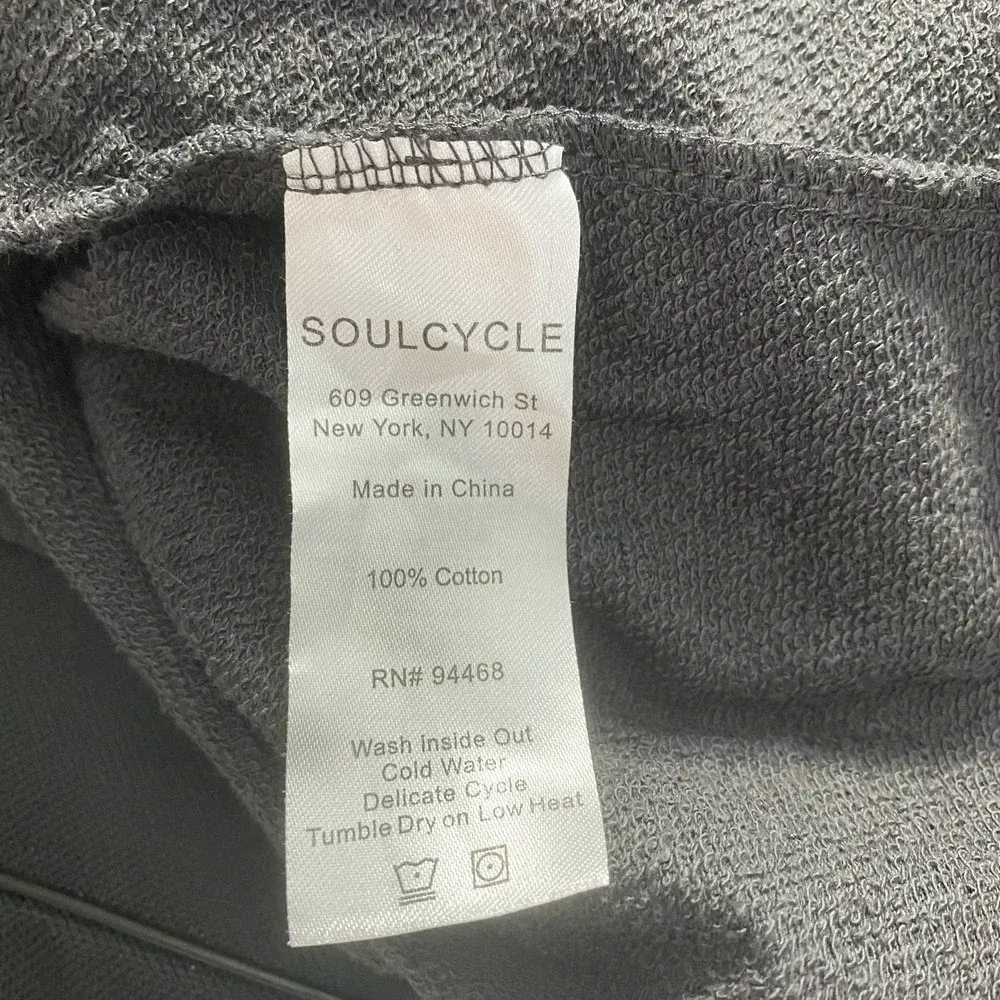 SOULCYCLE
609 Greenwich St
New York, NY 10014
Made in China
100% Cotton
RN# 94468
Wash Inside Out
Cold Water
Delicate Cycle
Tumble Dry on Low Heat